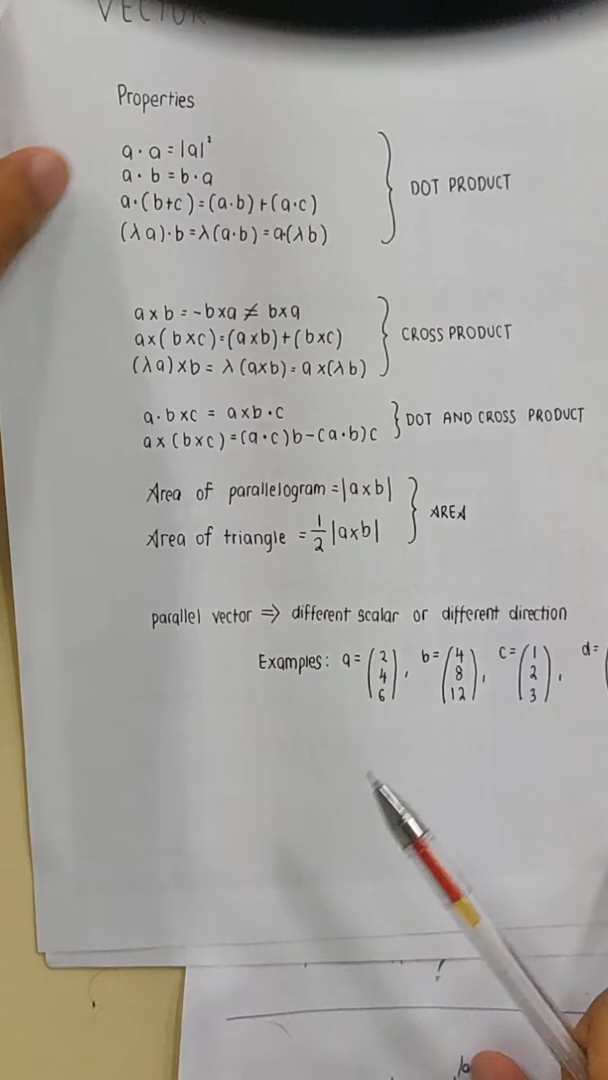 VECTOR
Properties
a · a = |a|²
a · b = b · a
a · (b+c) = (a·b) + (a·c)
(λa) · b = λ(a·b) = a·(λb)
DOT PRODUCT
a x b = -b x a ≠ b x a
a x (b x c) = (a x b) + (b x c)
(λa) x b = λ(a x b) = a x (λb)
CROSS PRODUCT
a · b x c = a x b · c
a x (b x c) = (a · c) b - (a · b) c
DOT AND CROSS PRODUCT
Area of parallelogram = |a x b|
Area of triangle = 1/2 |a x b|
AREA
parallel vector ⇒ different scalar or different direction
Examples: a = (2 4 6), b = (4 8 12), c = (1 2 3), d = (